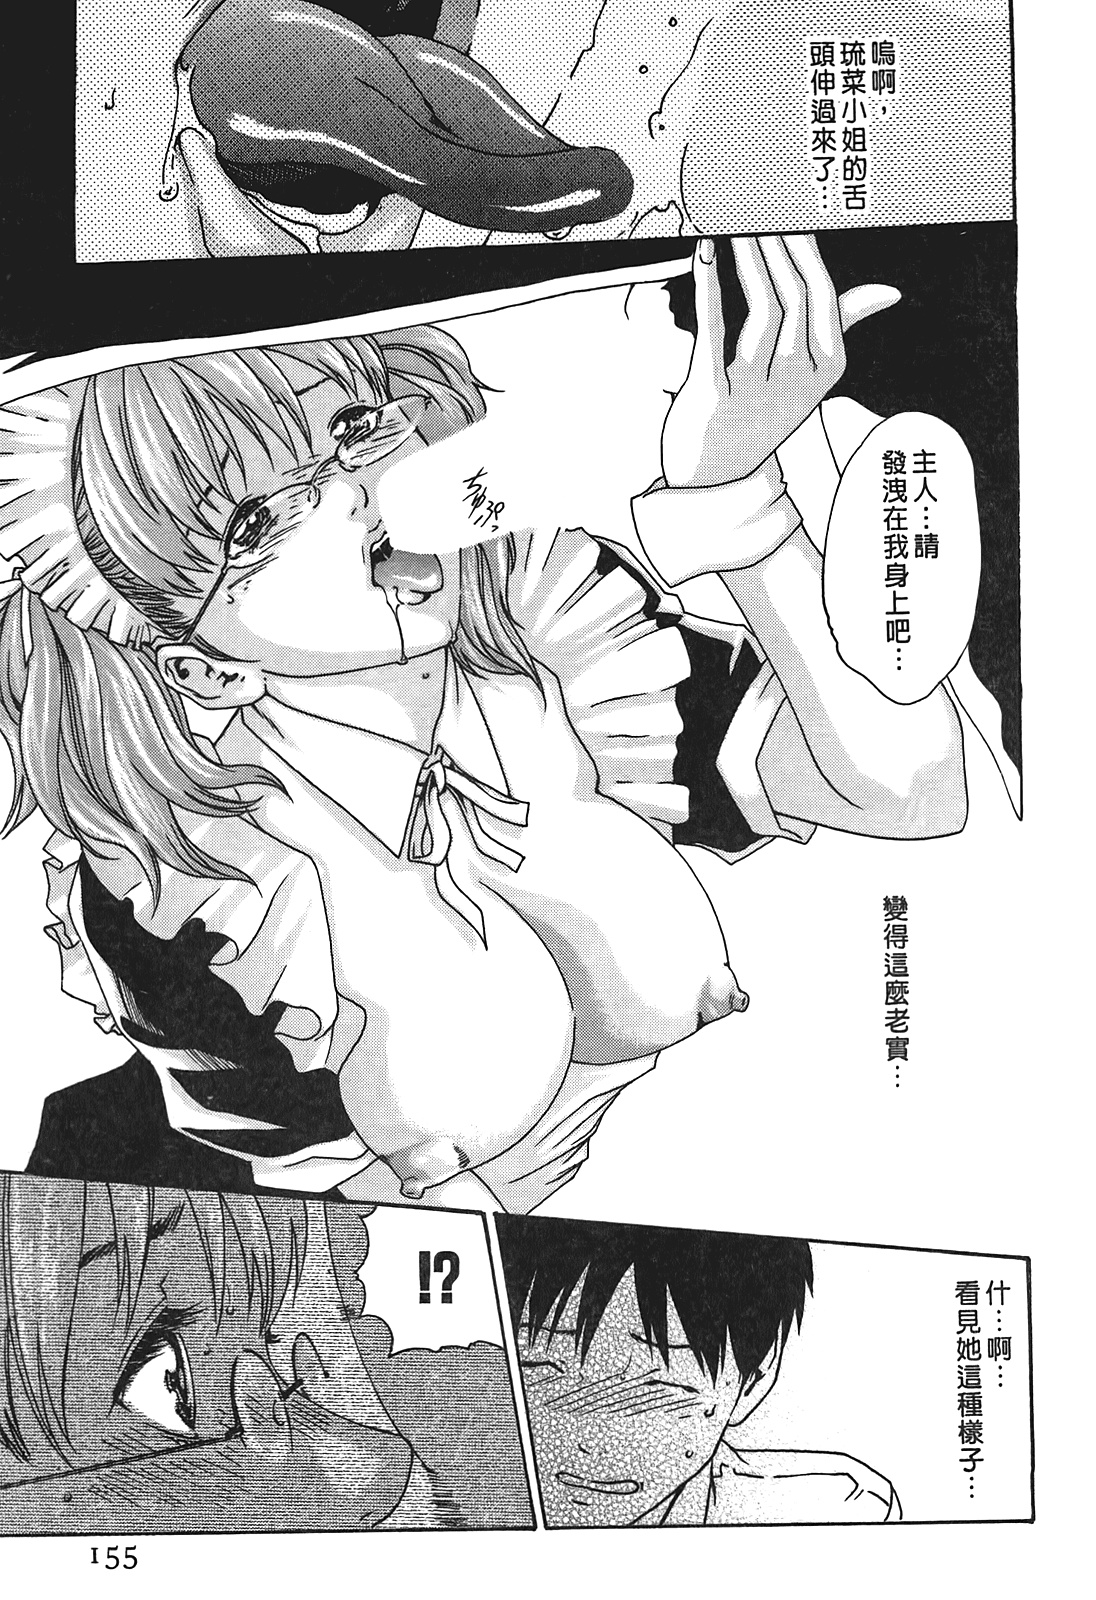 嗚啊，
琉菜小姐的舌
頭伸過來了…
主人…請
發洩在我身上吧…
變得這麼老實…
什…啊…
看見她這種樣子…
!?
155